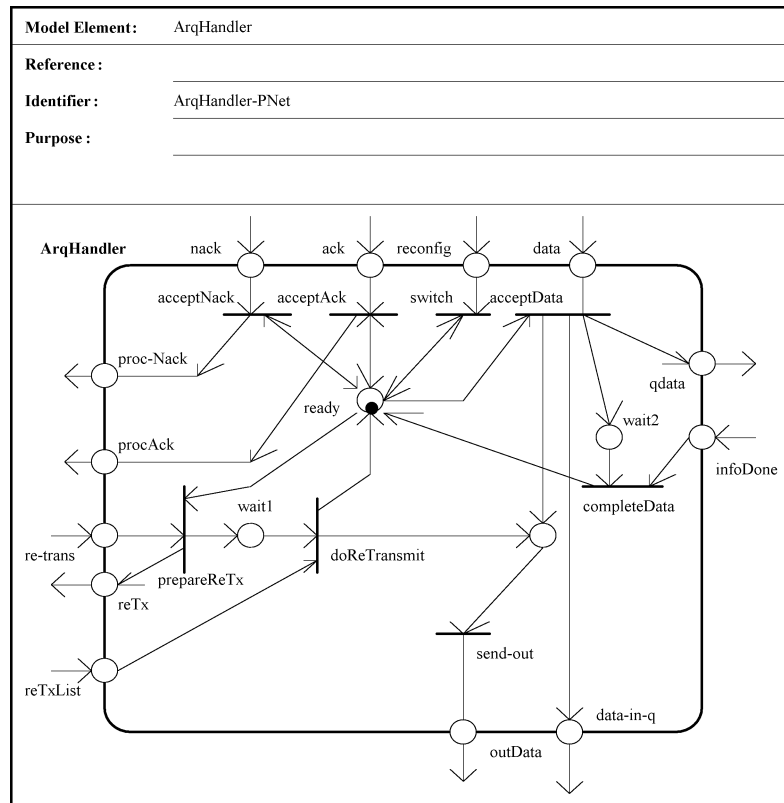 Model Element: ArqHandler
Reference :
Identifier : ArqHandler-PNet
Purpose :
ArqHandler nack ack reconfig data
acceptNack acceptAck switch acceptData
proc-Nack
qdata
ready
wait2
procAck
infoDone
completeData
wait1
re-trans
doReTransmit
prepareReTx
reTx
send-out
reTxList
data-in-q
outData